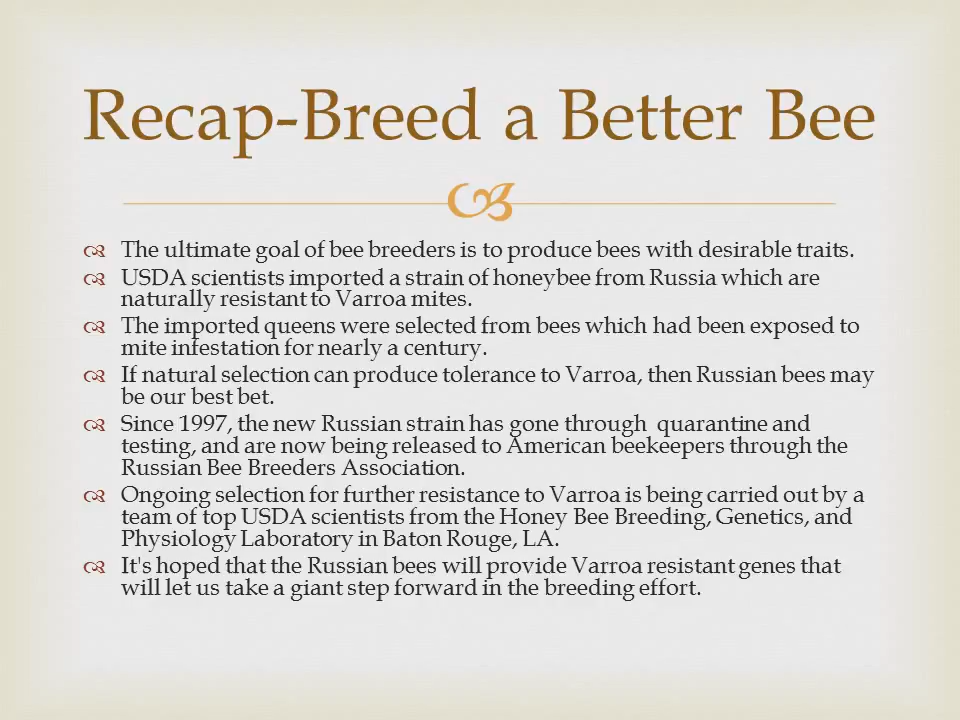 Recap-Breed a Better Bee
The ultimate goal of bee breeders is to produce bees with desirable traits.
USDA scientists imported a strain of honeybee from Russia which are
naturally resistant to Varroa mites.
The imported queens were selected from bees which had been exposed to
mite infestation for nearly a century.
If natural selection can produce tolerance to Varroa, then Russian bees may
be our best bet.
Since 1997, the new Russian strain has gone through  quarantine and
testing, and are now being released to American beekeepers through the
Russian Bee Breeders Association.
Ongoing selection for further resistance to Varroa is being carried out by a
team of top USDA scientists from the Honey Bee Breeding, Genetics, and
Physiology Laboratory in Baton Rouge, LA.
It's hoped that the Russian bees will provide Varroa resistant genes that
will let us take a giant step forward in the breeding effort.